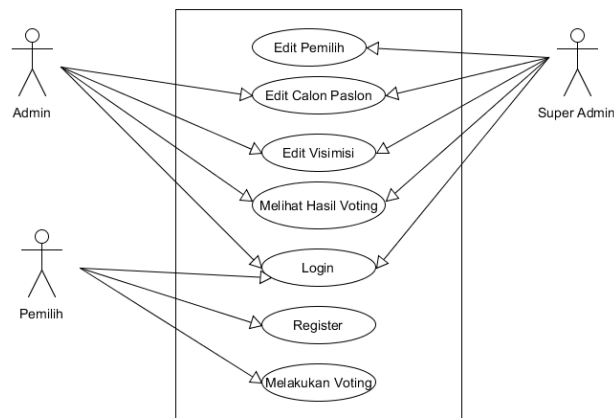 Edit Pemilih
Edit Calon Paslon
Admin
Super Admin
Edit Visimisi
Melihat Hasil Voting
Login
Pemilih
Register
Melakukan Voting